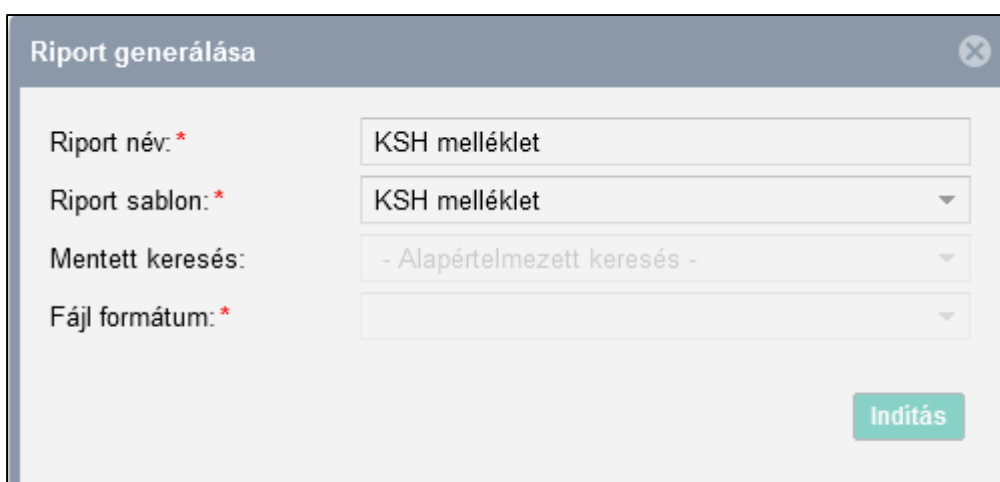 Riport generálása
Riport név:* KSH melléklet
Riport sablon:* KSH melléklet
Mentett keresés: - Alapértelmezett keresés -
Fájl formátum:*
Indítás